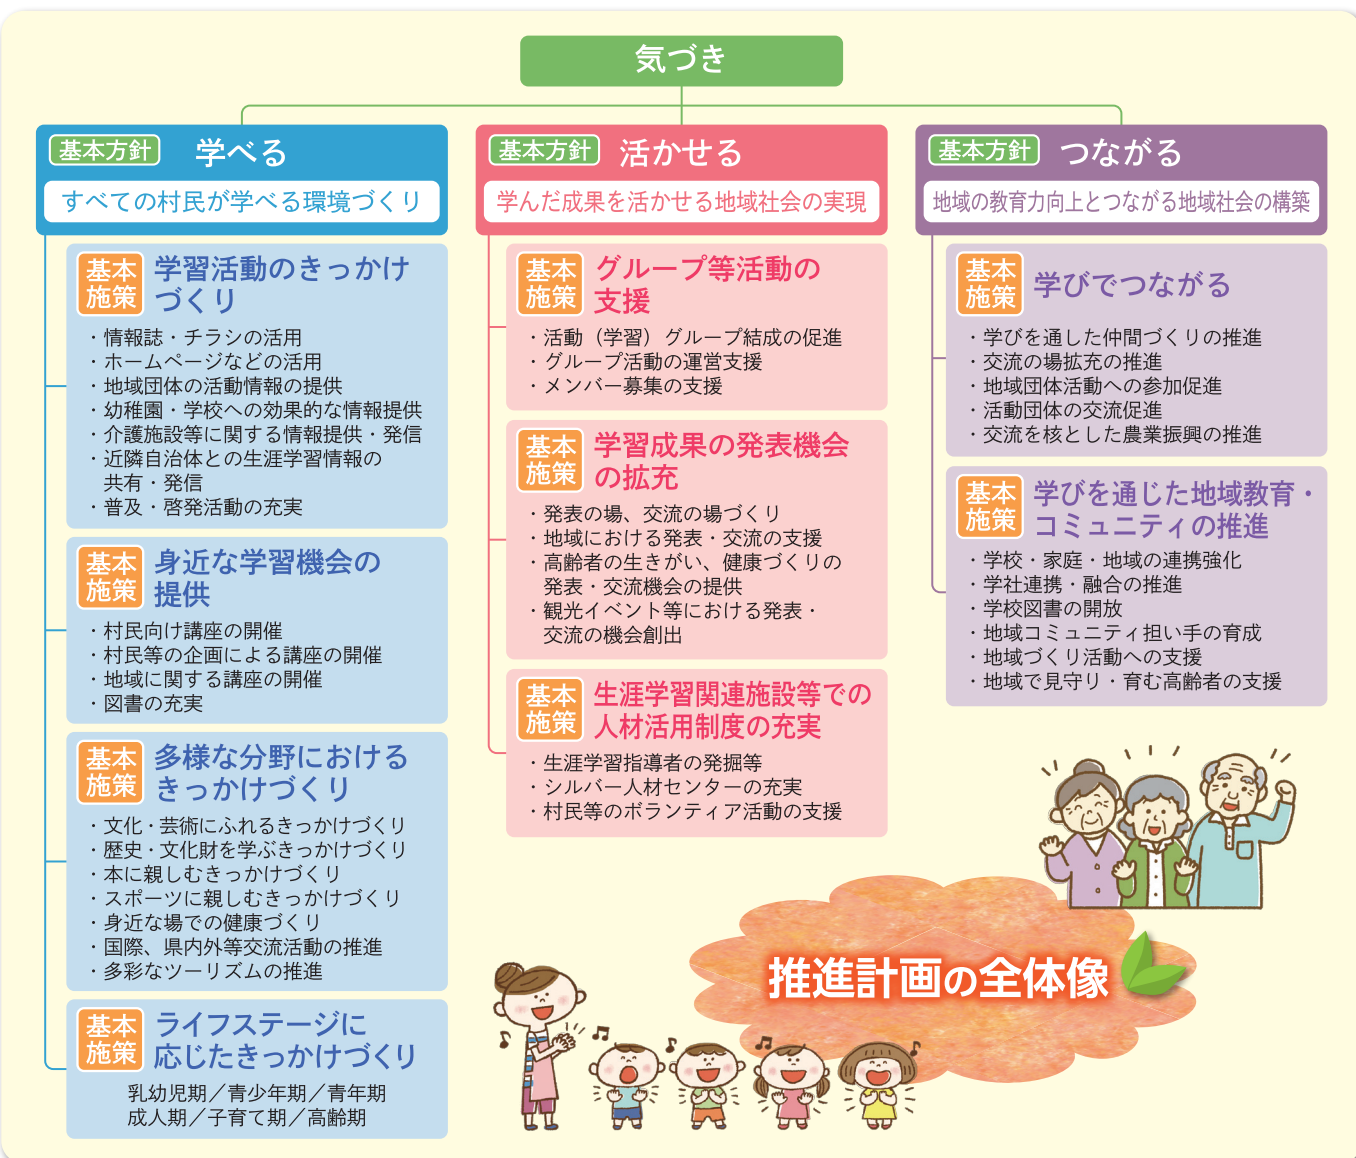 気づき
基本方針 学べる
すべての村民が学べる環境づくり
基本
施策
学習活動のきっかけ
づくり
・情報誌・チラシの活用
・ホームページなどの活用
・地域団体の活動情報の提供
・幼稚園・学校への効果的な情報提供
・介護施設等に関する情報提供・発信
・近隣自治体との生涯学習情報の
共有・発信
・普及・啓発活動の充実
基本
施策
身近な学習機会の
提供
・村民向け講座の開催
・村民等の企画による講座の開催
・地域に関する講座の開催
・図書の充実
基本
施策
多様な分野における
きっかけづくり
・文化・芸術にふれるきっかけづくり
・歴史・文化財を学ぶきっかけづくり
・本に親しむきっかけづくり
・スポーツに親しむきっかけづくり
・身近な場での健康づくり
・国際、県内外等交流活動の推進
・多彩なツーリズムの推進
基本
施策
ライフステージに
応じたきっかけづくり
乳幼児期／青少年期／青年期
成人期／子育て期／高齢期
基本方針 活かせる
学んだ成果を活かせる地域社会の実現
基本
施策
グループ等活動の
支援
・活動（学習）グループ結成の促進
・グループ活動の運営支援
・メンバー募集の支援
基本
施策
学習成果の発表機会
の拡充
・発表の場、交流の場づくり
・地域における発表・交流の支援
・高齢者の生きがい、健康づくりの
発表・交流機会の提供
・観光イベント等における発表・
交流の機会創出
基本
施策
生涯学習関連施設等での
人材活用制度の充実
・生涯学習指導者の発掘等
・シルバー人材センターの充実
・村民等のボランティア活動の支援
基本方針 つながる
地域の教育力向上とつながる地域社会の構築
基本
施策
学びでつながる
・学びを通した仲間づくりの推進
・交流の場拡充の推進
・地域団体活動への参加促進
・活動団体の交流促進
・交流を核とした農業振興の推進
基本
施策
学びを通じた地域教育・
コミュニティの推進
・学校・家庭・地域の連携強化
・学社連携・融合の推進
・学校図書の開放
・地域コミュニティ担い手の育成
・地域づくり活動への支援
・地域で見守り・育む高齢者の支援
推進計画の全体像